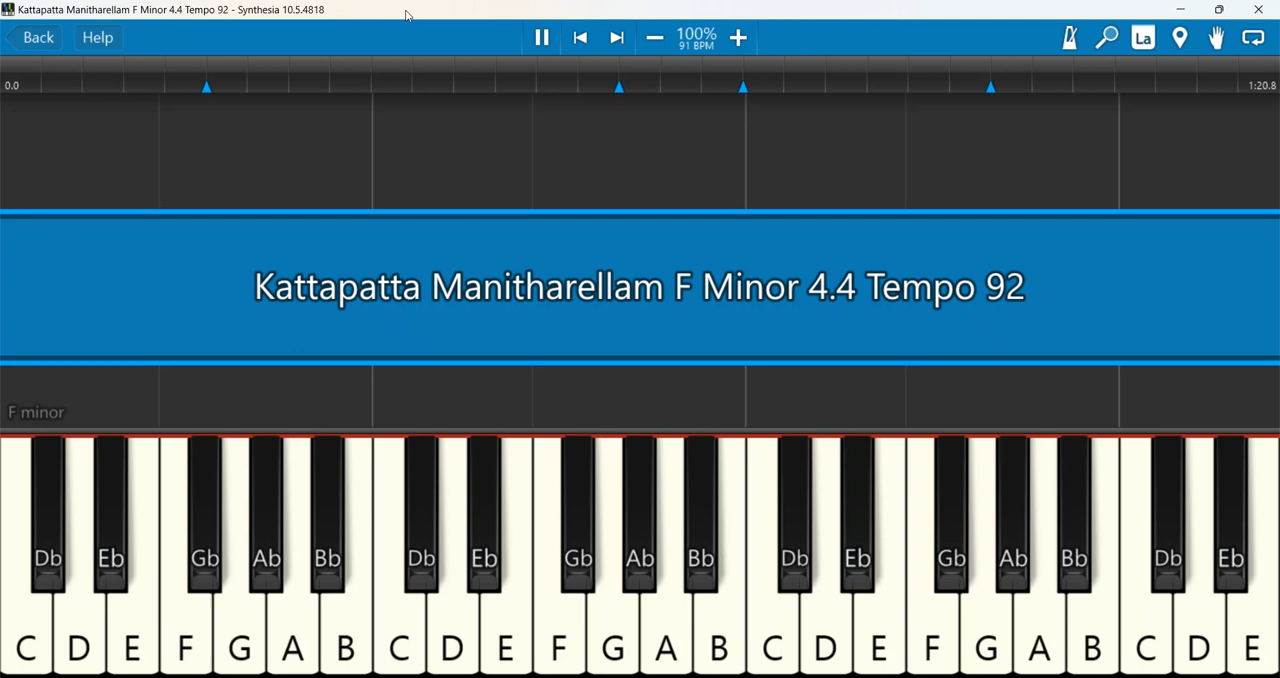 Kattapatta Manitharellam F Minor 4.4 Tempo 92 - Synthesia 10.5.4818
Back Help 100% La
91 BPM
0.0 1:20.8
Kattapatta Manitharellam F Minor 4.4 Tempo 92
F minor
Db Eb Gb Ab Bb Db Eb Gb Ab Bb Db Eb Gb Ab Bb Db Eb
C D E F G A B C D E F G A B C D E F G A B C D E